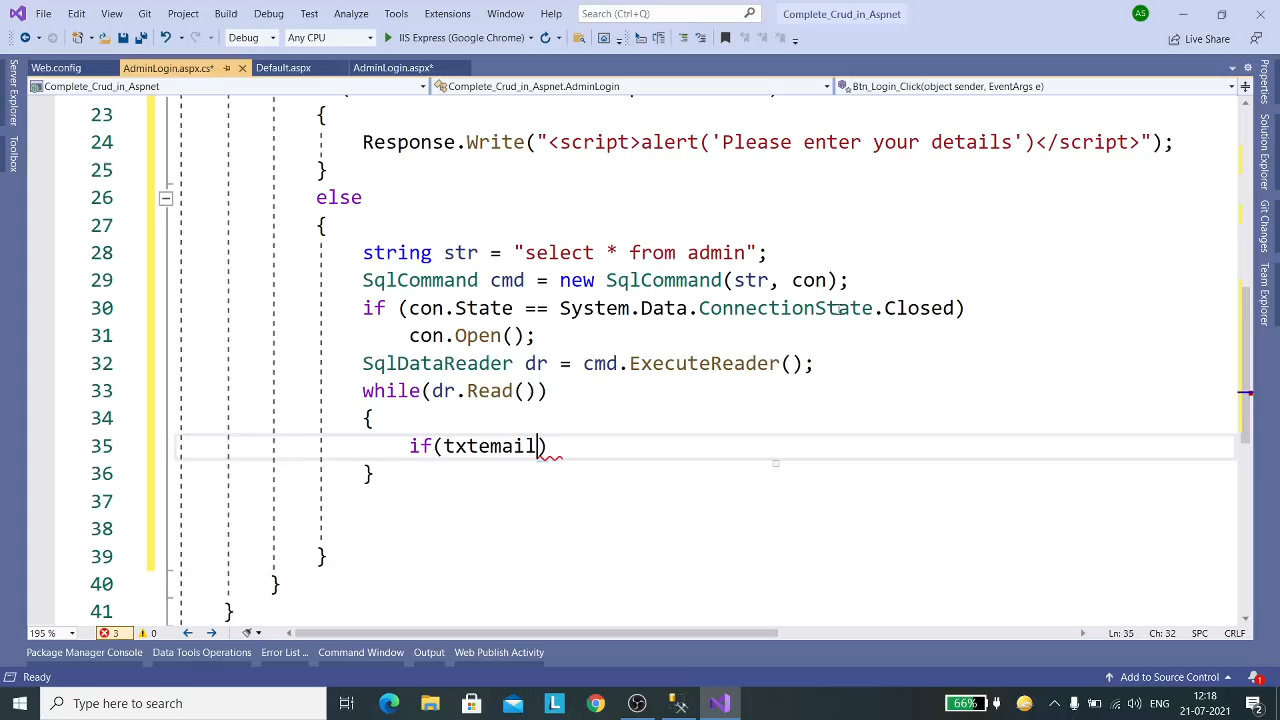 File Edit View Git Project Build Debug Test Analyze Tools Extensions Window Help Search (Ctrl+Q) Complete_Crud_in_Aspnet AS
Debug Any CPU IIS Express (Google Chrome) Live Share
Web.config AdminLogin.aspx.cs* Default.aspx AdminLogin.aspx*
Complete_Crud_in_Aspnet Complete_Crud_in_Aspnet.AdminLogin Btn_Login_Click(object sender, EventArgs e)
23 {
24 Response.Write("<script>alert('Please enter your details')</script>");
25 }
26 else
27 {
28 string str = "select * from admin";
29 SqlCommand cmd = new SqlCommand(str, con);
30 if (con.State == System.Data.ConnectionState.Closed)
31 con.Open();
32 SqlDataReader dr = cmd.ExecuteReader();
33 while(dr.Read())
34 {
35 if(txtemail)
36 }
37
38
39 }
40 }
41 }
Server Explorer
Toolbox
Properties
Solution Explorer
Git Changes
Team Explorer
195 % 3 0 Ln: 35 Ch: 32 SPC CRLF
Package Manager Console Data Tools Operations Error List ... Command Window Output Web Publish Activity
Ready Add to Source Control 1
Type here to search 66% ENG 12:18
21-07-2021